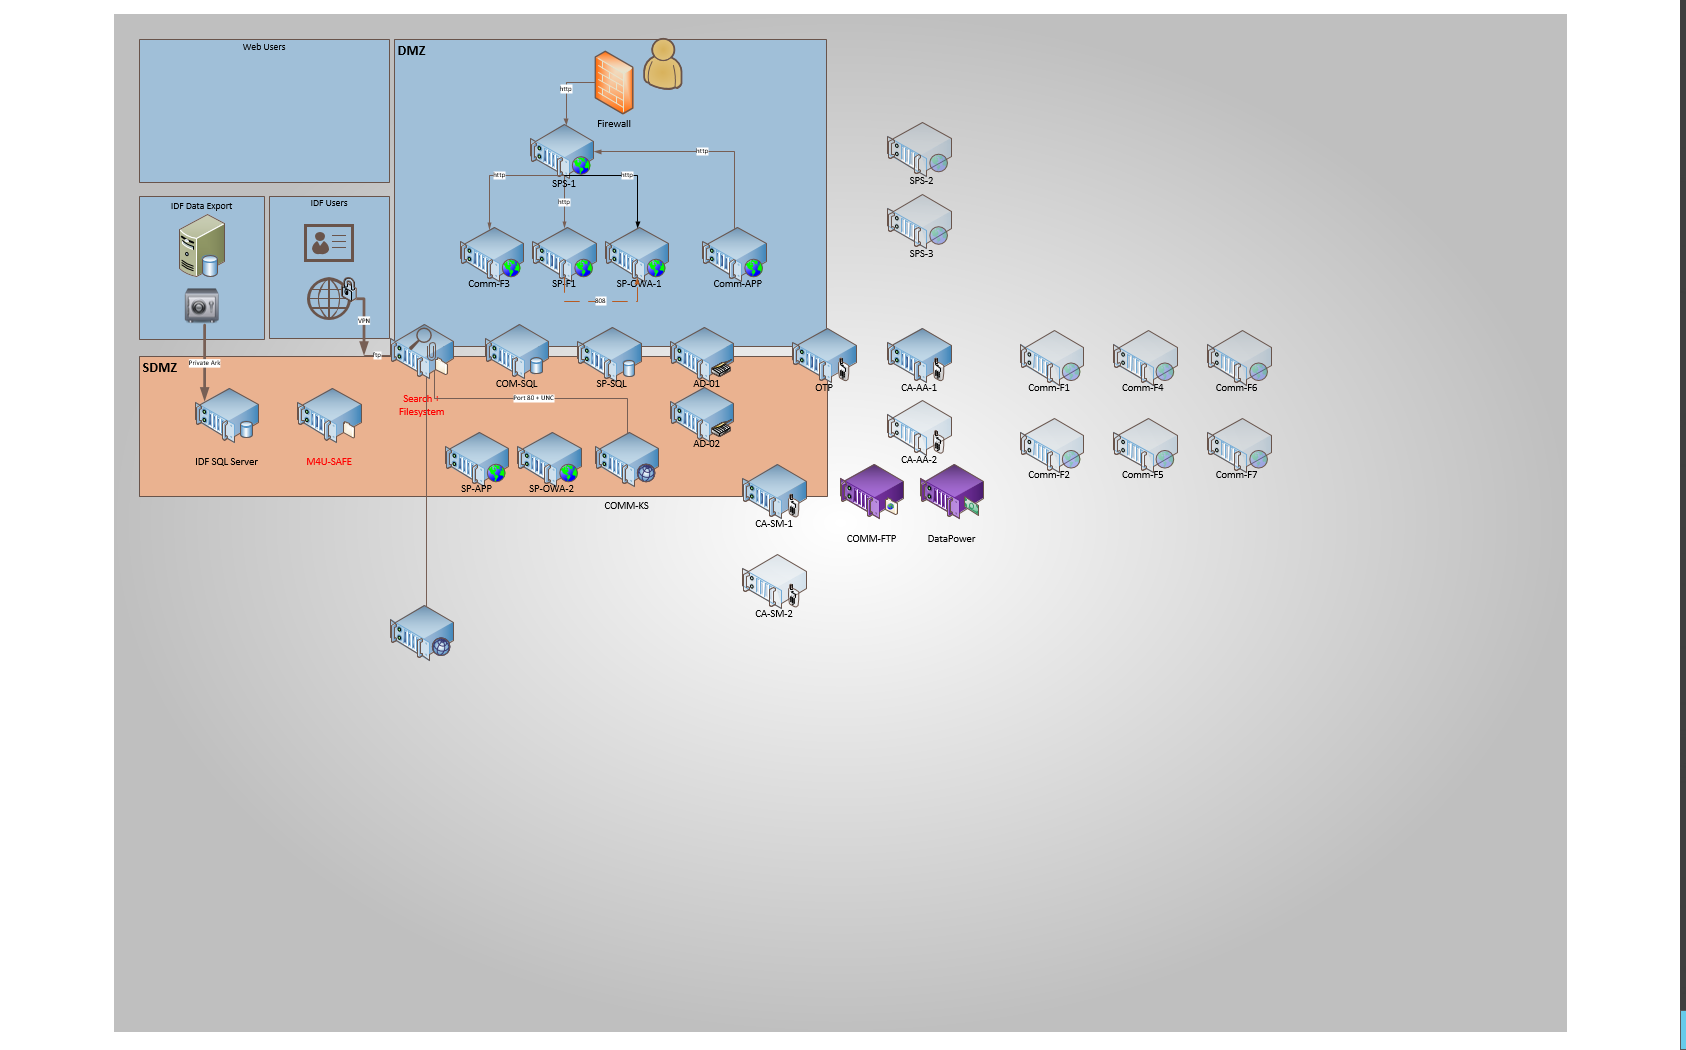 Web Users
DMZ
http
Firewall
http
SPS-1
http
http
http
SPS-2
SPS-3
IDF Data Export
IDF Users
Comm-F3
SP-F1
SP-OWA-1
Comm-APP
808
VPN
ftp
Private Ark
SDMZ
COM-SQL
SP-SQL
AD-01
OTP
CA-AA-1
Comm-F1
Comm-F4
Comm-F6
Search
Filesystem
Port 80 + UNC
AD-02
IDF SQL Server
M4U-SAFE
SP-APP
SP-OWA-2
COMM-KS
CA-AA-2
Comm-F2
Comm-F5
Comm-F7
CA-SM-1
COMM-FTP
DataPower
CA-SM-2